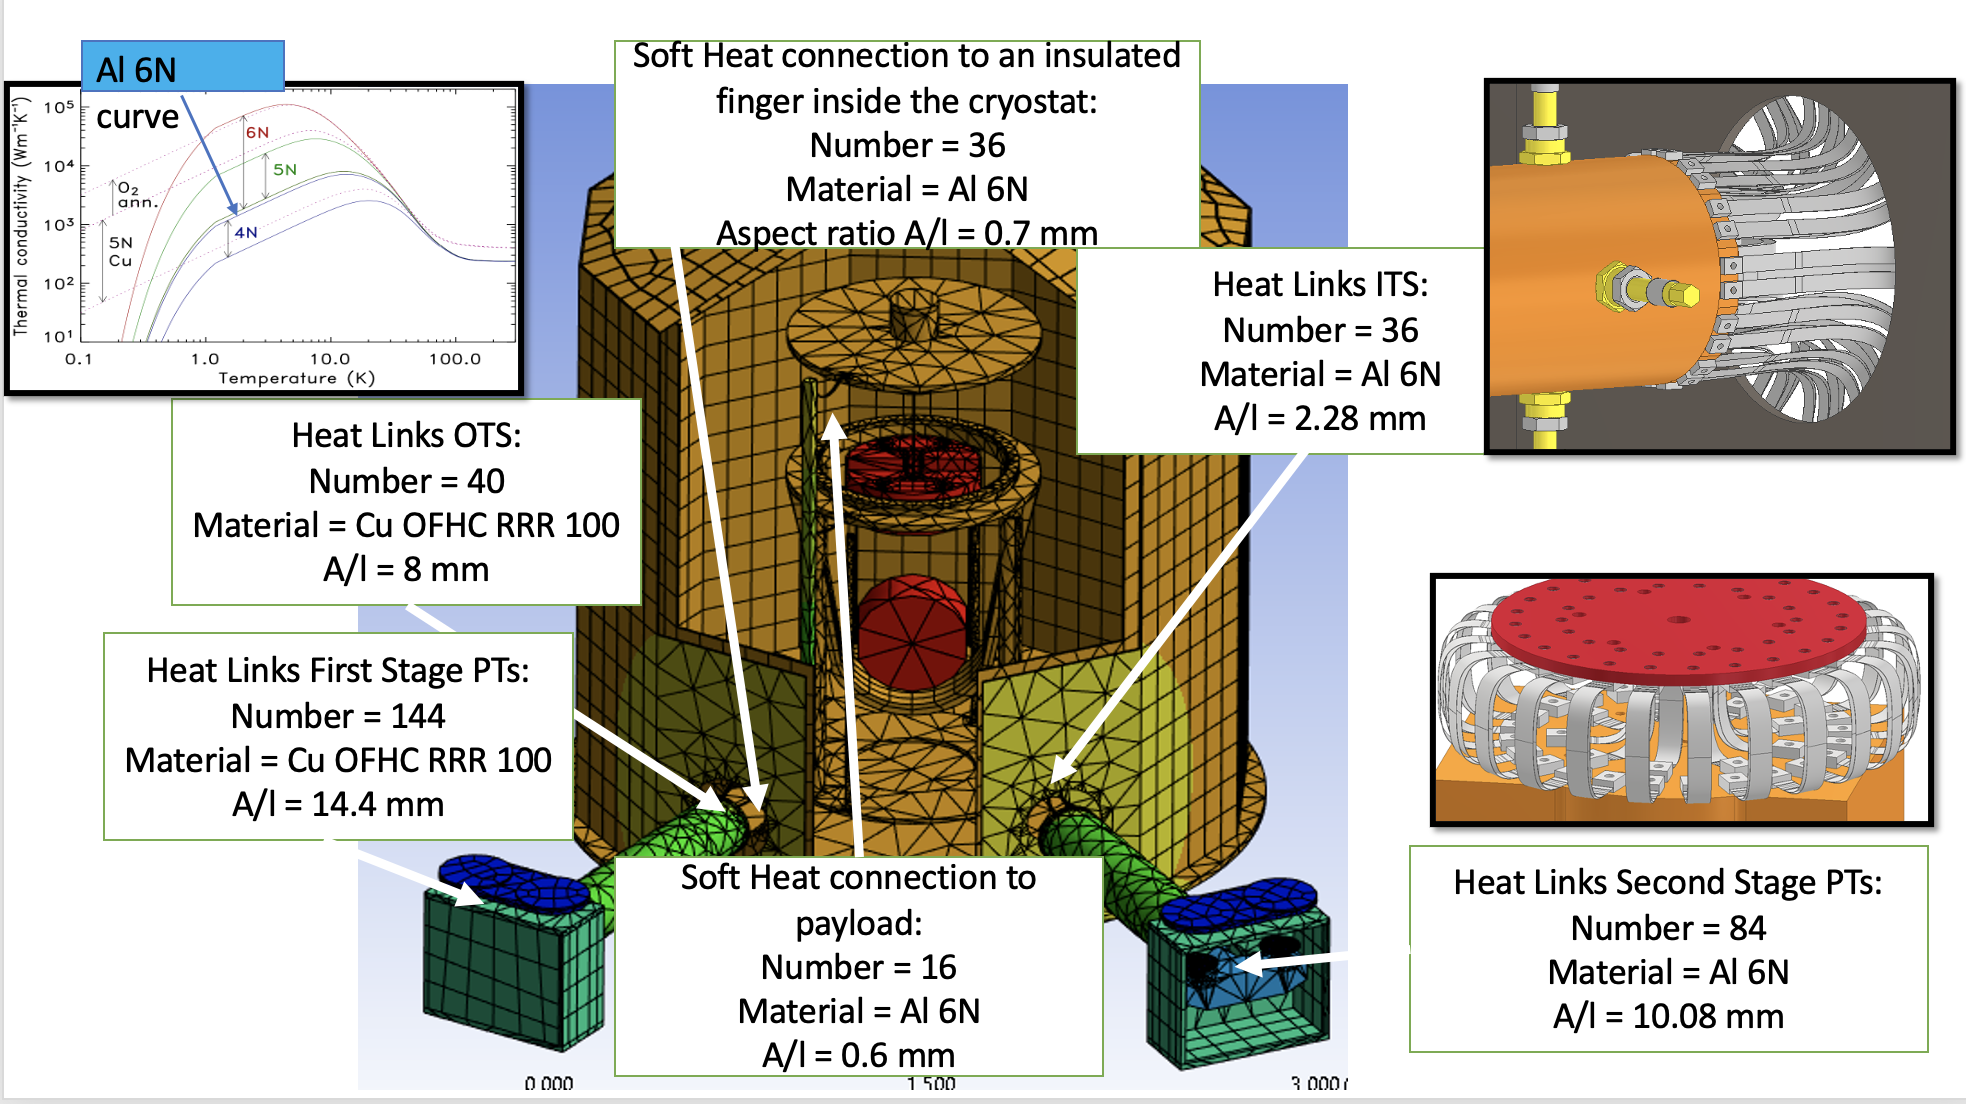 Al 6N
curve
Thermal conductivity (Wm⁻¹K⁻¹)
10⁵
10⁴
10³
10²
10¹
6N
5N
4N
O₂
ann.
5N
Cu
0.1
1.0
10.0
100.0
Temperature (K)
Soft Heat connection to an insulated
finger inside the cryostat:
Number = 36
Material = Al 6N
Aspect ratio A/l = 0.7 mm
Heat Links ITS:
Number = 36
Material = Al 6N
A/l = 2.28 mm
Heat Links OTS:
Number = 40
Material = Cu OFHC RRR 100
A/l = 8 mm
Heat Links First Stage PTs:
Number = 144
Material = Cu OFHC RRR 100
A/l = 14.4 mm
Soft Heat connection to
payload:
Number = 16
Material = Al 6N
A/l = 0.6 mm
Heat Links Second Stage PTs:
Number = 84
Material = Al 6N
A/l = 10.08 mm
0.000
1.500
3.000